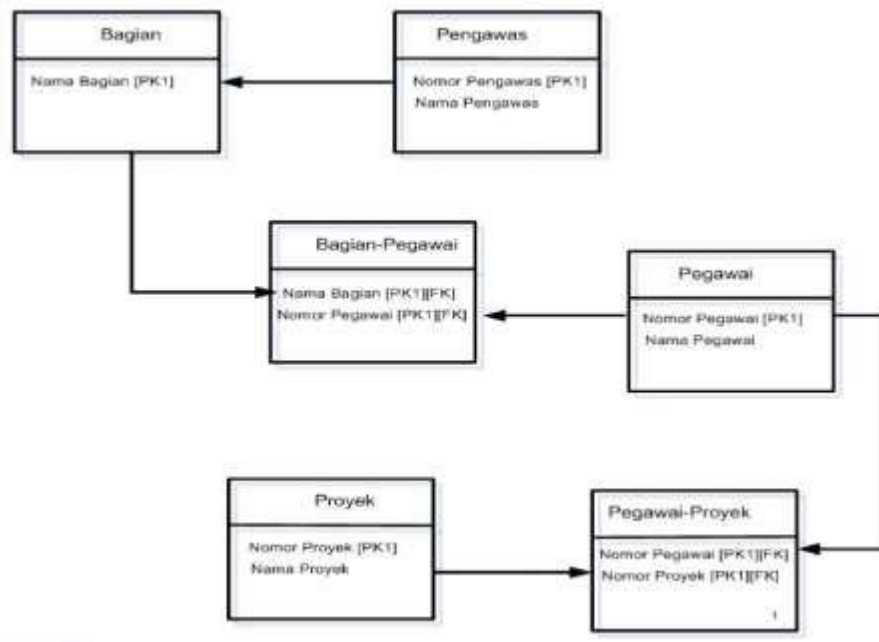 Bagian
Nama Bagian [PK1]
Pengawas
Nomor Pengawas [PK1]
Nama Pengawas
Bagian-Pegawai
Nama Bagian [PK1][FK]
Nomor Pegawai [PK1][FK]
Pegawai
Nomor Pegawai [PK1]
Nama Pegawai
Proyek
Nomor Proyek [PK1]
Nama Proyek
Pegawai-Proyek
Nomor Pegawai [PK1][FK]
Nomor Proyek [PK1][FK]